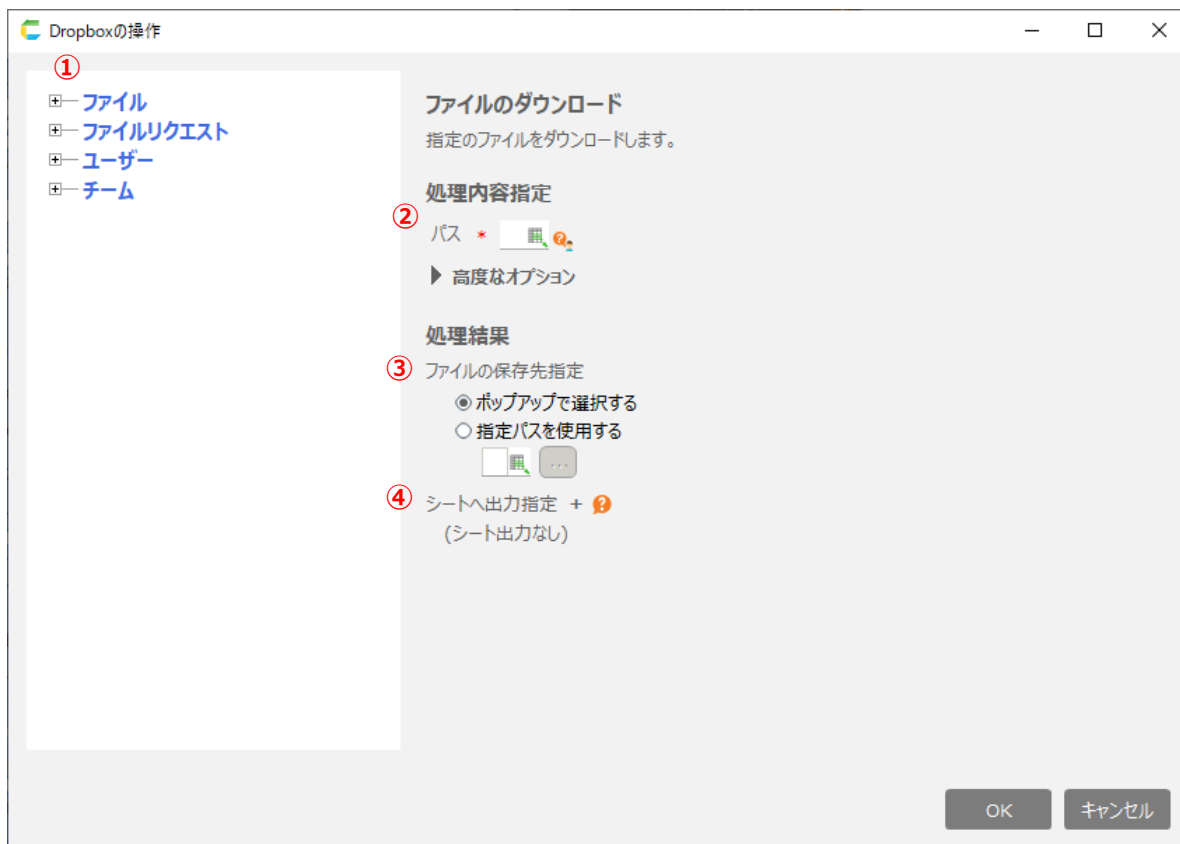 Dropboxの操作
①
ファイル
ファイルリクエスト
ユーザー
チーム
ファイルのダウンロード
指定のファイルをダウンロードします。
処理内容指定
②
パス *
高度なオプション
処理結果
③ ファイルの保存先指定
ポップアップで選択する
指定パスを使用する
...
④ シートへ出力指定 + ?
(シート出力なし)
OK キャンセル